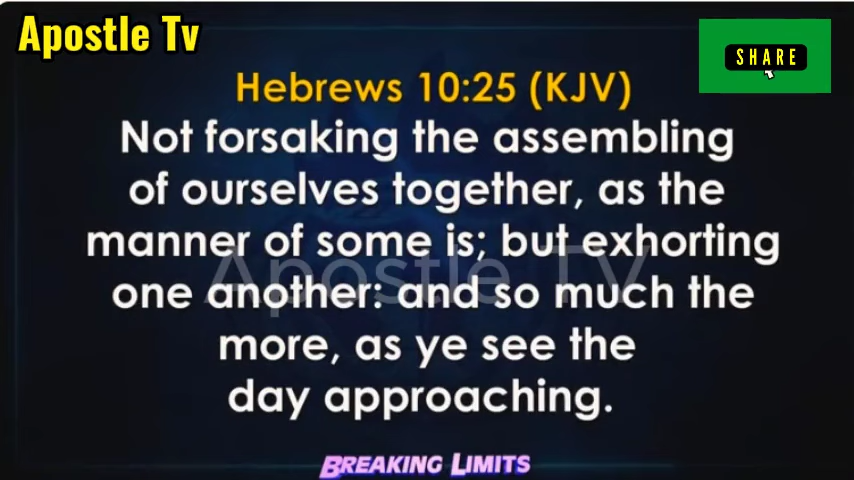 Apostle Tv
SHARE
Hebrews 10:25 (KJV)
Not forsaking the assembling
of ourselves together, as the
manner of some is; but exhorting
one another: and so much the
more, as ye see the
day approaching.
Apostle TV
BREAKING LIMITS